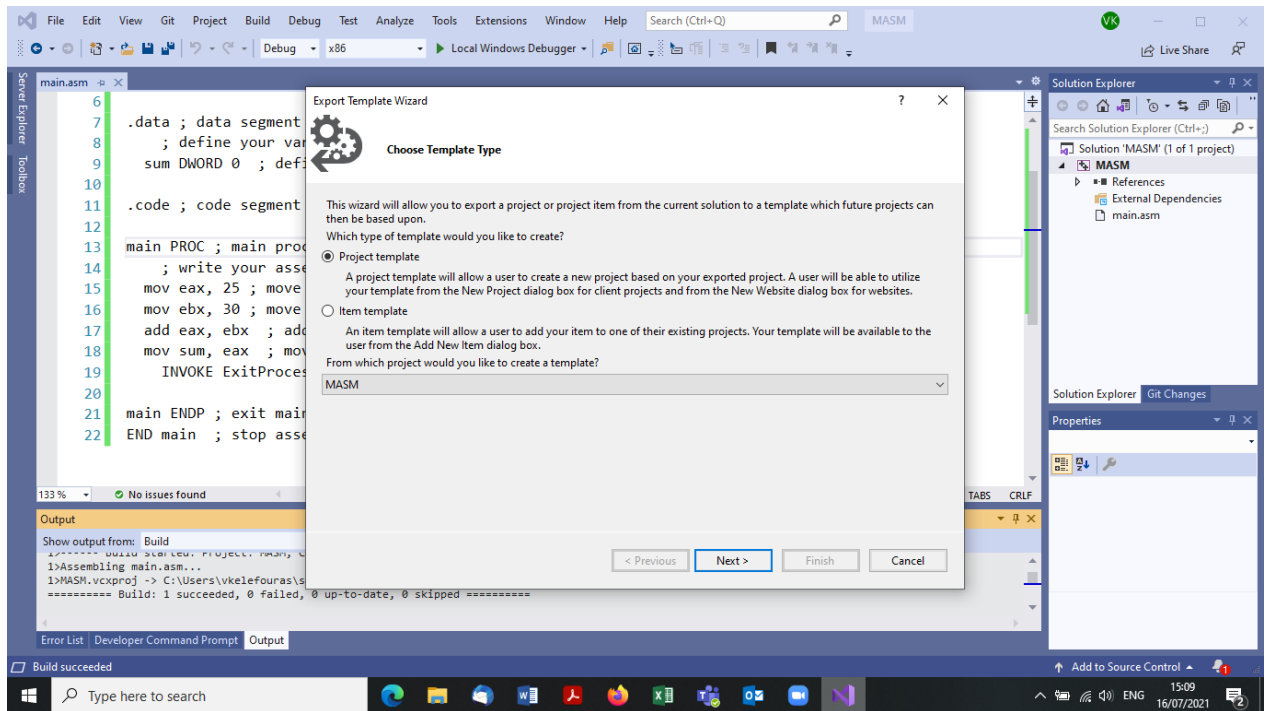 File Edit View Git Project Build Debug Test Analyze Tools Extensions Window Help Search (Ctrl+Q) MASM VK
Debug x86 Local Windows Debugger Live Share
Server Explorer
Toolbox
main.asm
6
7 .data ; data segment
8 ; define your var
9 sum DWORD 0 ; defi
10
11 .code ; code segment
12
13 main PROC ; main proc
14 ; write your asse
15 mov eax, 25 ; move
16 mov ebx, 30 ; move
17 add eax, ebx ; add
18 mov sum, eax ; mov
19 INVOKE ExitProces
20
21 main ENDP ; exit main
22 END main ; stop asse
133 % No issues found TABS CRLF
Export Template Wizard ? 
Choose Template Type
This wizard will allow you to export a project or project item from the current solution to a template which future projects can
then be based upon.
Which type of template would you like to create?
Project template
A project template will allow a user to create a new project based on your exported project. A user will be able to utilize
your template from the New Project dialog box for client projects and from the New Website dialog box for websites.
Item template
An item template will allow a user to add your item to one of their existing projects. Your template will be available to the
user from the Add New Item dialog box.
From which project would you like to create a template?
MASM
< Previous Next > Finish Cancel
Solution Explorer
Search Solution Explorer (Ctrl+;)
Solution 'MASM' (1 of 1 project)
MASM
References
External Dependencies
main.asm
Solution Explorer Git Changes
Properties
Output
Show output from: Build
1>------ Build started: Project: MASM, C
1>Assembling main.asm...
1>MASM.vcxproj -> C:\Users\vkelefouras\s
========== Build: 1 succeeded, 0 failed, 0 up-to-date, 0 skipped ==========
Error List Developer Command Prompt Output
Build succeeded Add to Source Control 1
Type here to search ENG 15:09
16/07/2021 2